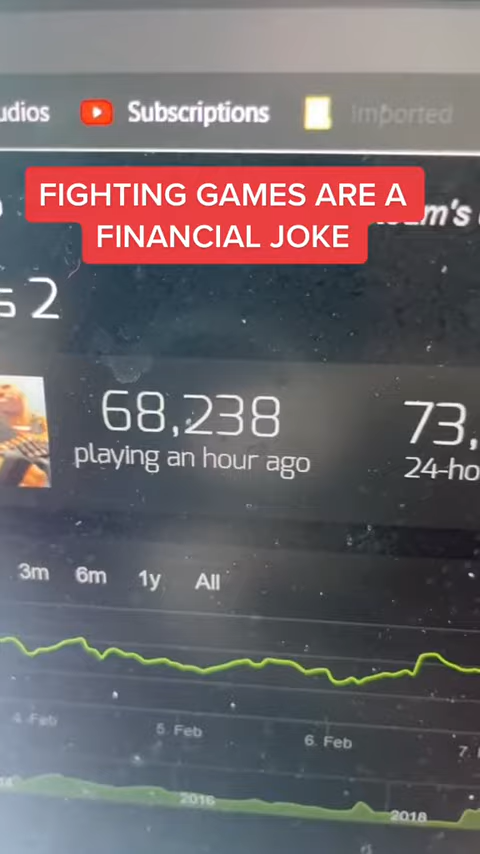 udios Subscriptions Imported
FIGHTING GAMES ARE A
FINANCIAL JOKE
m's
s 2
68,238
playing an hour ago
73,
24-ho
3m 6m 1y All
4. Feb 5. Feb 6. Feb 7.
2016 2018